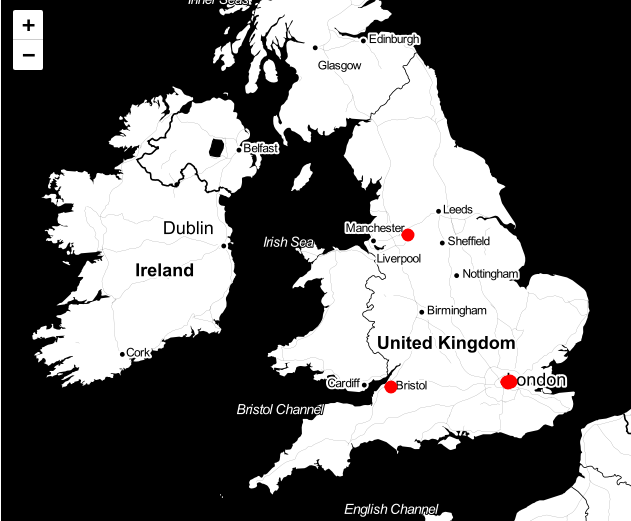 Inner Seas
+
−
Edinburgh
Glasgow
Belfast
Dublin
Ireland
Irish Sea
Leeds
Manchester
Sheffield
Liverpool
Nottingham
Birmingham
United Kingdom
Cork
Cardiff
Bristol
London
Bristol Channel
English Channel